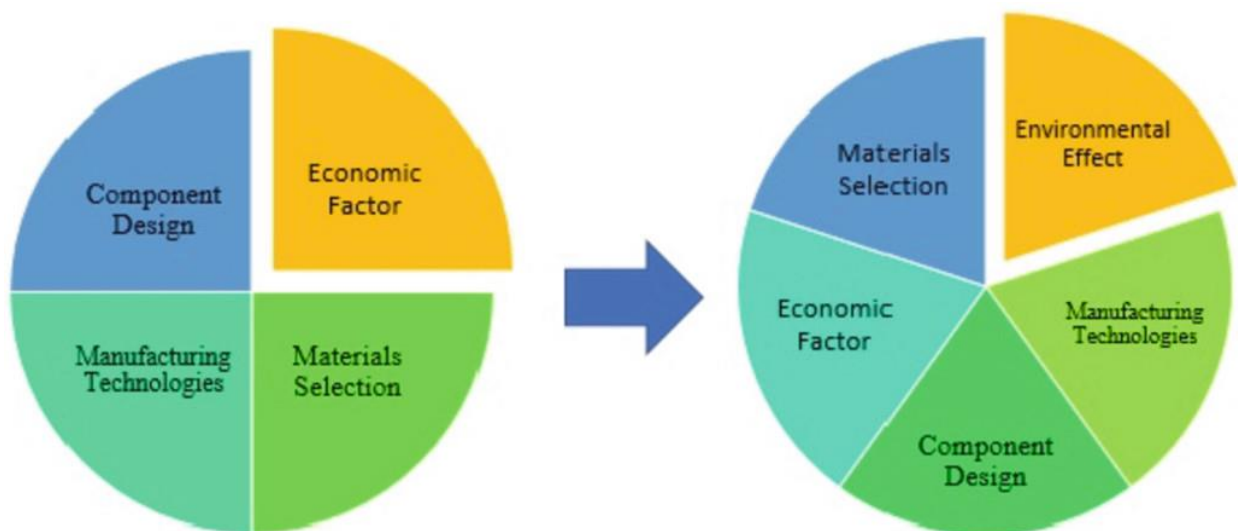 Component
Design
Economic
Factor
Manufacturing
Technologies
Materials
Selection
Materials
Selection
Environmental
Effect
Economic
Factor
Manufacturing
Technologies
Component
Design